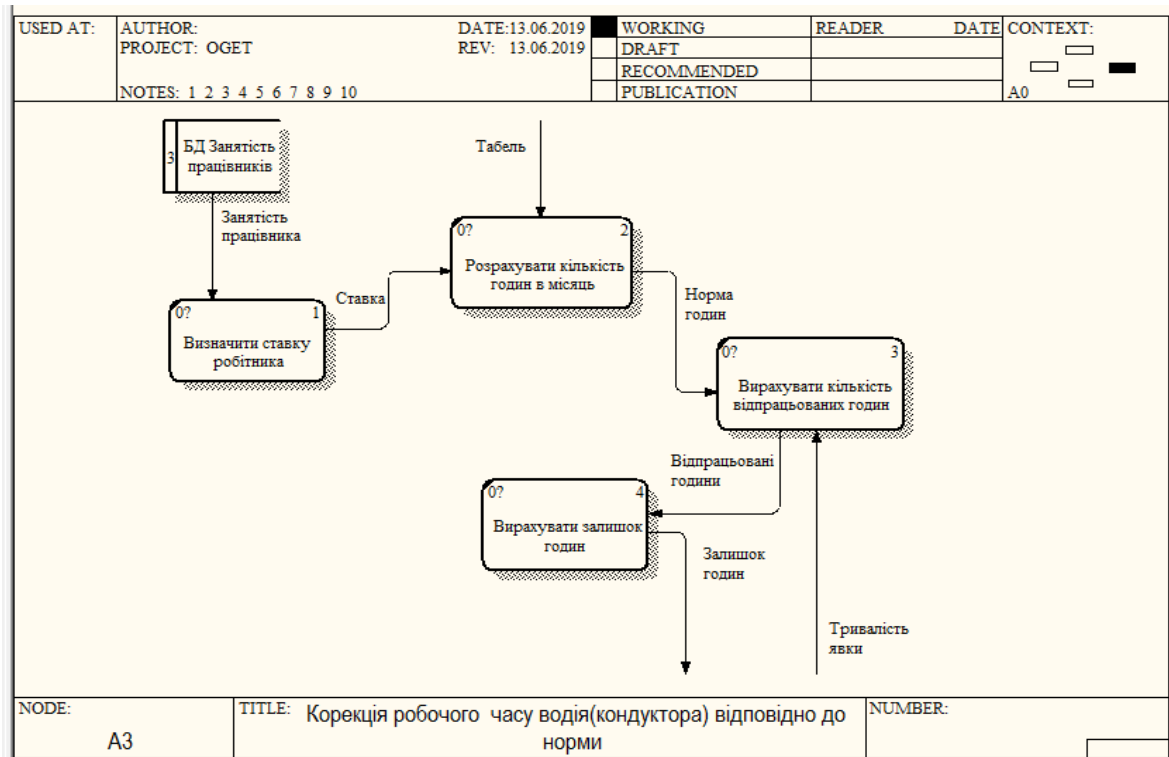 USED AT:
AUTHOR:
DATE:13.06.2019
PROJECT: OGET
REV: 13.06.2019
NOTES: 1 2 3 4 5 6 7 8 9 10
WORKING
DRAFT
RECOMMENDED
PUBLICATION
READER
DATE
CONTEXT:
A0
3
БД Занятість
працівників
Табель
Занятість
працівника
0?
2
Розрахувати кількість
годин в місяць
Ставка
0?
1
Визначити ставку
робітника
Норма
годин
0?
3
Вирахувати кількість
відпрацьованих годин
Відпрацьовані
години
0?
4
Вирахувати залишок
годин
Залишок
годин
Тривалість
явки
NODE:
A3
TITLE:
Корекція робочого часу водія(кондуктора) відповідно до
норми
NUMBER: